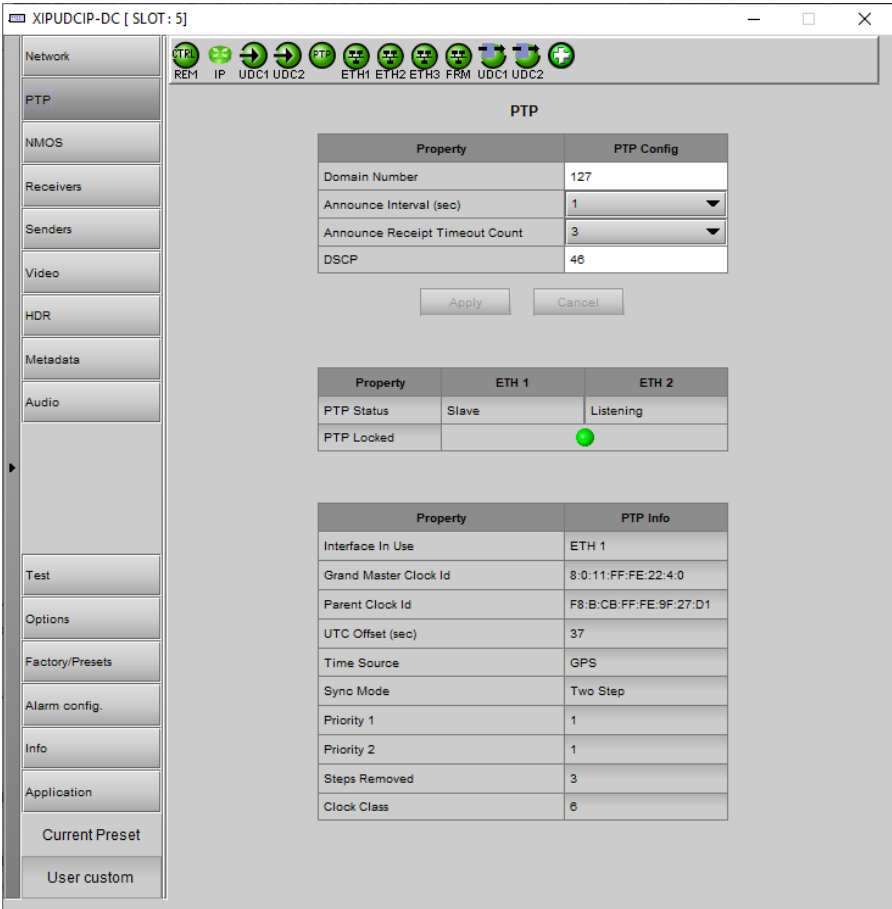 XIPUDCIP-DC [ SLOT : 5]
Network
PTP
NMOS
Receivers
Senders
Video
HDR
Metadata
Audio
Test
Options
Factory/Presets
Alarm config.
Info
Application
Current Preset
User custom
CTRL PTP
REM IP UDC1 UDC2 ETH1 ETH2 ETH3 FRM UDC1 UDC2
PTP
Property PTP Config
Domain Number 127
Announce Interval (sec) 1
Announce Receipt Timeout Count 3
DSCP 46
Apply Cancel
Property ETH 1 ETH 2
PTP Status Slave Listening
PTP Locked
Property PTP Info
Interface In Use ETH 1
Grand Master Clock Id 8:0:11:FF:FE:22:4:0
Parent Clock Id F8:B:CB:FF:FE:9F:27:D1
UTC Offset (sec) 37
Time Source GPS
Sync Mode Two Step
Priority 1 1
Priority 2 1
Steps Removed 3
Clock Class 6